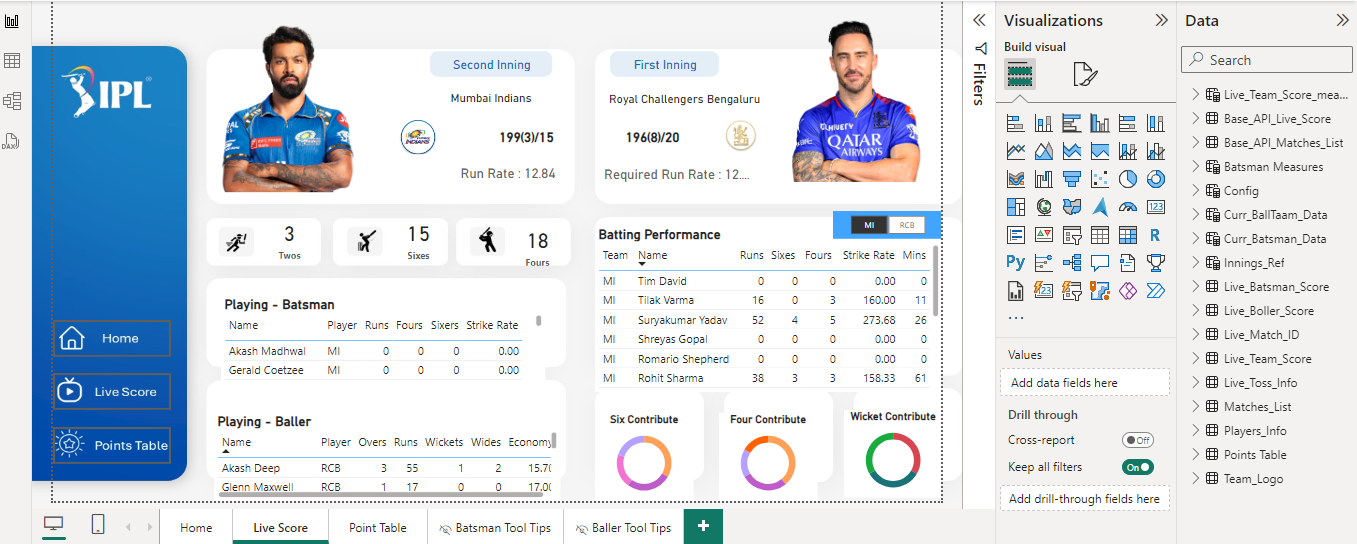 IPL
Home
Live Score
Points Table
Second Inning
Mumbai Indians
199(3)/15
Run Rate : 12.84
First Inning
Royal Challengers Bengaluru
196(8)/20
Required Run Rate : 12....
QATAR
AIRWAYS
3
Twos
15
Sixes
18
Fours
Playing - Batsman
Name Player Runs Fours Sixers Strike Rate
Akash Madhwal MI 0 0 0 0.00
Gerald Coetzee MI 0 0 0 0.00
Playing - Baller
Name Player Overs Runs Wickets Wides Economy
Akash Deep RCB 3 55 1 2 15.70
Glenn Maxwell RCB 1 17 0 0 17.00
MI RCB
Batting Performance
Team Name Runs Sixes Fours Strike Rate Mins
MI Tim David 0 0 0 0.00 0
MI Tilak Varma 16 0 3 160.00 11
MI Suryakumar Yadav 52 4 5 273.68 26
MI Shreyas Gopal 0 0 0 0.00 0
MI Romario Shepherd 0 0 0 0.00 0
MI Rohit Sharma 38 3 3 158.33 61
Six Contribute
Four Contribute
Wicket Contribute
Home Live Score Point Table Batsman Tool Tips Baller Tool Tips +
Filters
Visualizations
Build visual
123
R
Py
123
...
Values
Add data fields here
Drill through
Cross-report Off
Keep all filters On
Add drill-through fields here
Data
Search
Live_Team_Score_mea...
Base_API_Live_Score
Base_API_Matches_List
Batsman Measures
Config
Curr_BallTaam_Data
Curr_Batsman_Data
Innings_Ref
Live_Batsman_Score
Live_Boller_Score
Live_Match_ID
Live_Team_Score
Live_Toss_Info
Matches_List
Players_Info
Points Table
Team_Logo
DAX